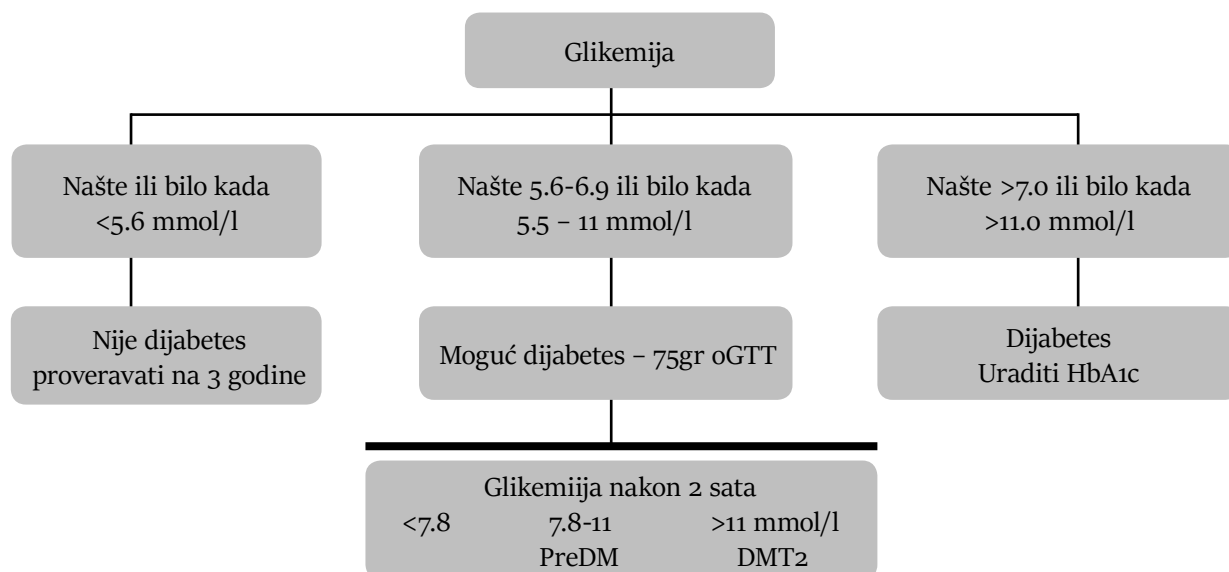 Glikemija
Našte ili bilo kada
<5.6 mmol/l
Našte 5.6-6.9 ili bilo kada
5.5 – 11 mmol/l
Našte >7.0 ili bilo kada
>11.0 mmol/l
Nije dijabetes
proveravati na 3 godine
Moguć dijabetes – 75gr oGTT
Dijabetes
Uraditi HbA1c
Glikemiija nakon 2 sata
<7.8 7.8-11 >11 mmol/l
PreDM DMT2